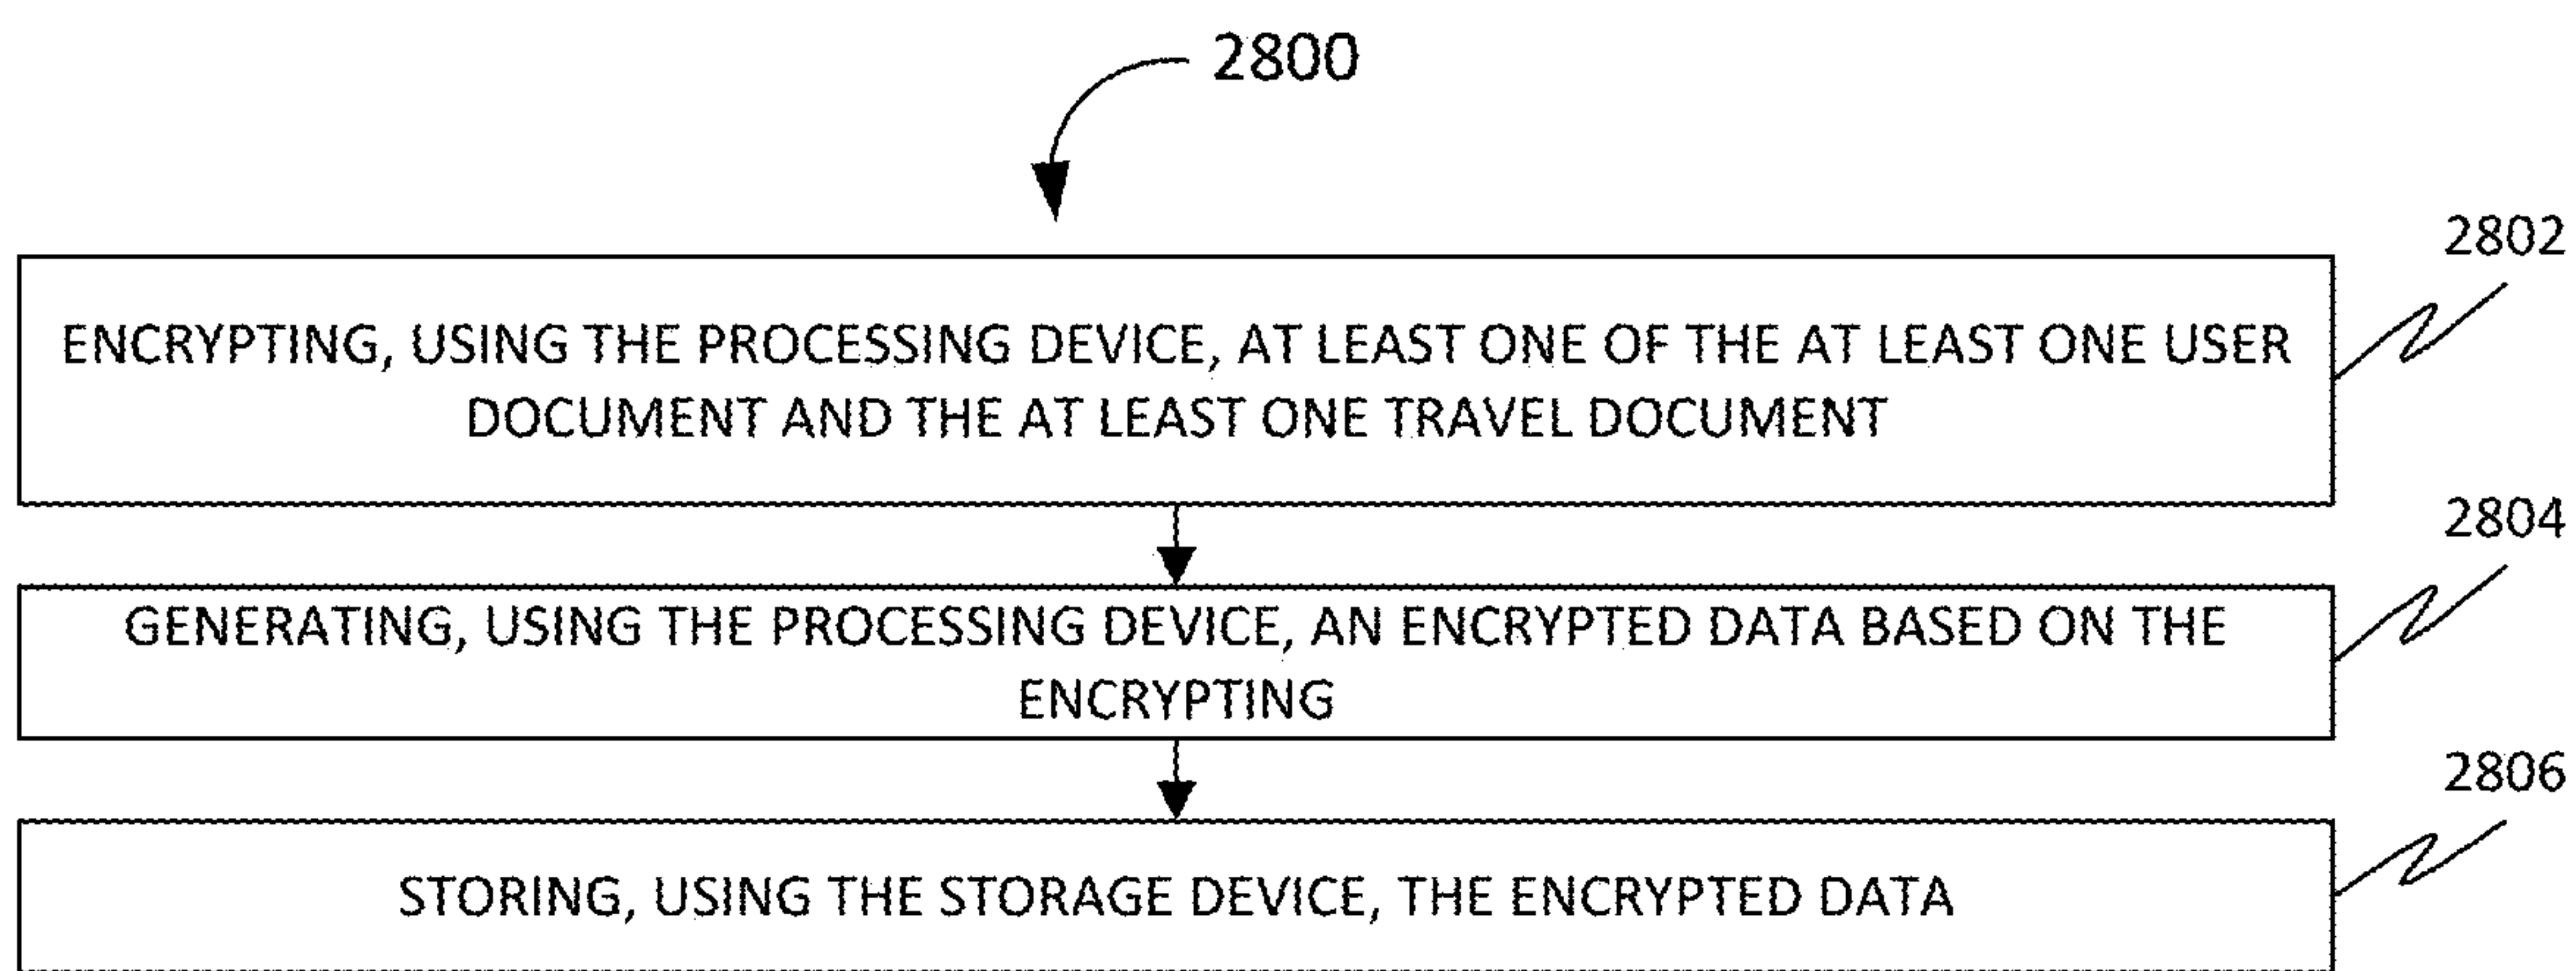 2800
2802
ENCRYPTING, USING THE PROCESSING DEVICE, AT LEAST ONE OF THE AT LEAST ONE USER
DOCUMENT AND THE AT LEAST ONE TRAVEL DOCUMENT
2804
GENERATING, USING THE PROCESSING DEVICE, AN ENCRYPTED DATA BASED ON THE
ENCRYPTING
2806
STORING, USING THE STORAGE DEVICE, THE ENCRYPTED DATA